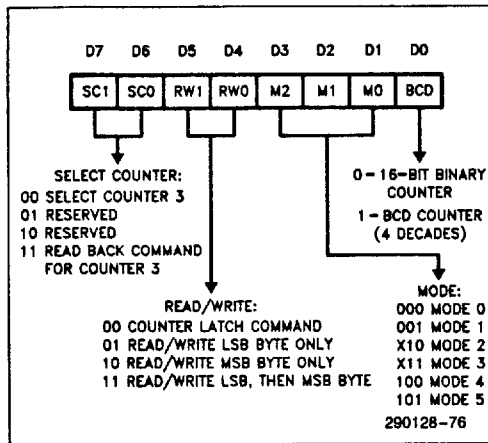 D7 D6 D5 D4 D3 D2 D1 D0
SC1 SC0 RW1 RW0 M2 M1 M0 BCD
SELECT COUNTER:
00 SELECT COUNTER 3
01 RESERVED
10 RESERVED
11 READ BACK COMMAND
FOR COUNTER 3
0-16-BIT BINARY
COUNTER
1-BCD COUNTER
(4 DECADES)
READ/WRITE:
00 COUNTER LATCH COMMAND
01 READ/WRITE LSB BYTE ONLY
10 READ/WRITE MSB BYTE ONLY
11 READ/WRITE LSB, THEN MSB BYTE
MODE:
000 MODE 0
001 MODE 1
X10 MODE 2
X11 MODE 3
100 MODE 4
101 MODE 5
290128-76